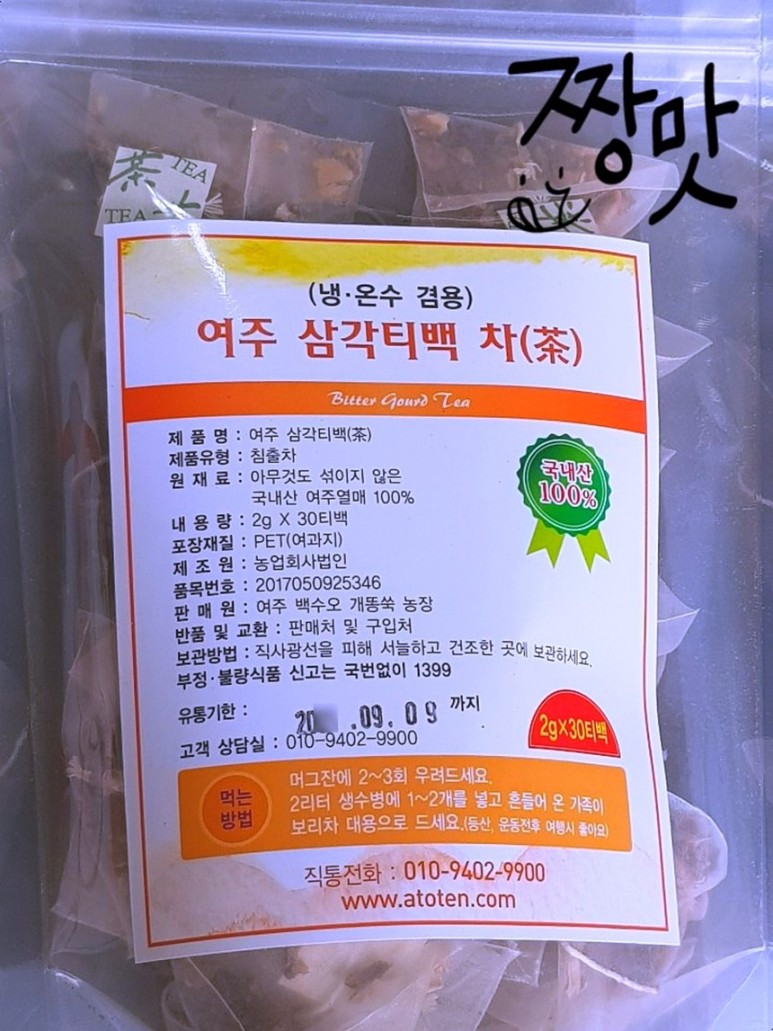 짱맛
茶 TEA
TEA
(냉·온수 겸용)
여주 삼각티백 차(茶)
Bitter Gourd Tea
제 품 명 : 여주 삼각티백(茶)
제품유형 : 침출차
원 재 료 : 아무것도 섞이지 않은
국내산 여주열매 100%
내 용 량 : 2g X 30티백
포장재질 : PET(여과지)
제 조 원 : 농업회사법인
품목번호 : 2017050925346
판 매 원 : 여주 백수오 개똥쑥 농장
반품 및 교환 : 판매처 및 구입처
보관방법 : 직사광선을 피해 서늘하고 건조한 곳에 보관하세요.
부정·불량식품 신고는 국번없이 1399
유통기한 : 20 .09.09 까지
고객 상담실 : 010-9402-9900
국내산
100%
2gX30티백
먹는
방법
머그잔에 2~3회 우려드세요.
2리터 생수병에 1~2개를 넣고 흔들어 온 가족이
보리차 대용으로 드세요.(등산, 운동전후 여행시 좋아요)
직통전화 : 010-9402-9900
www.atoten.com